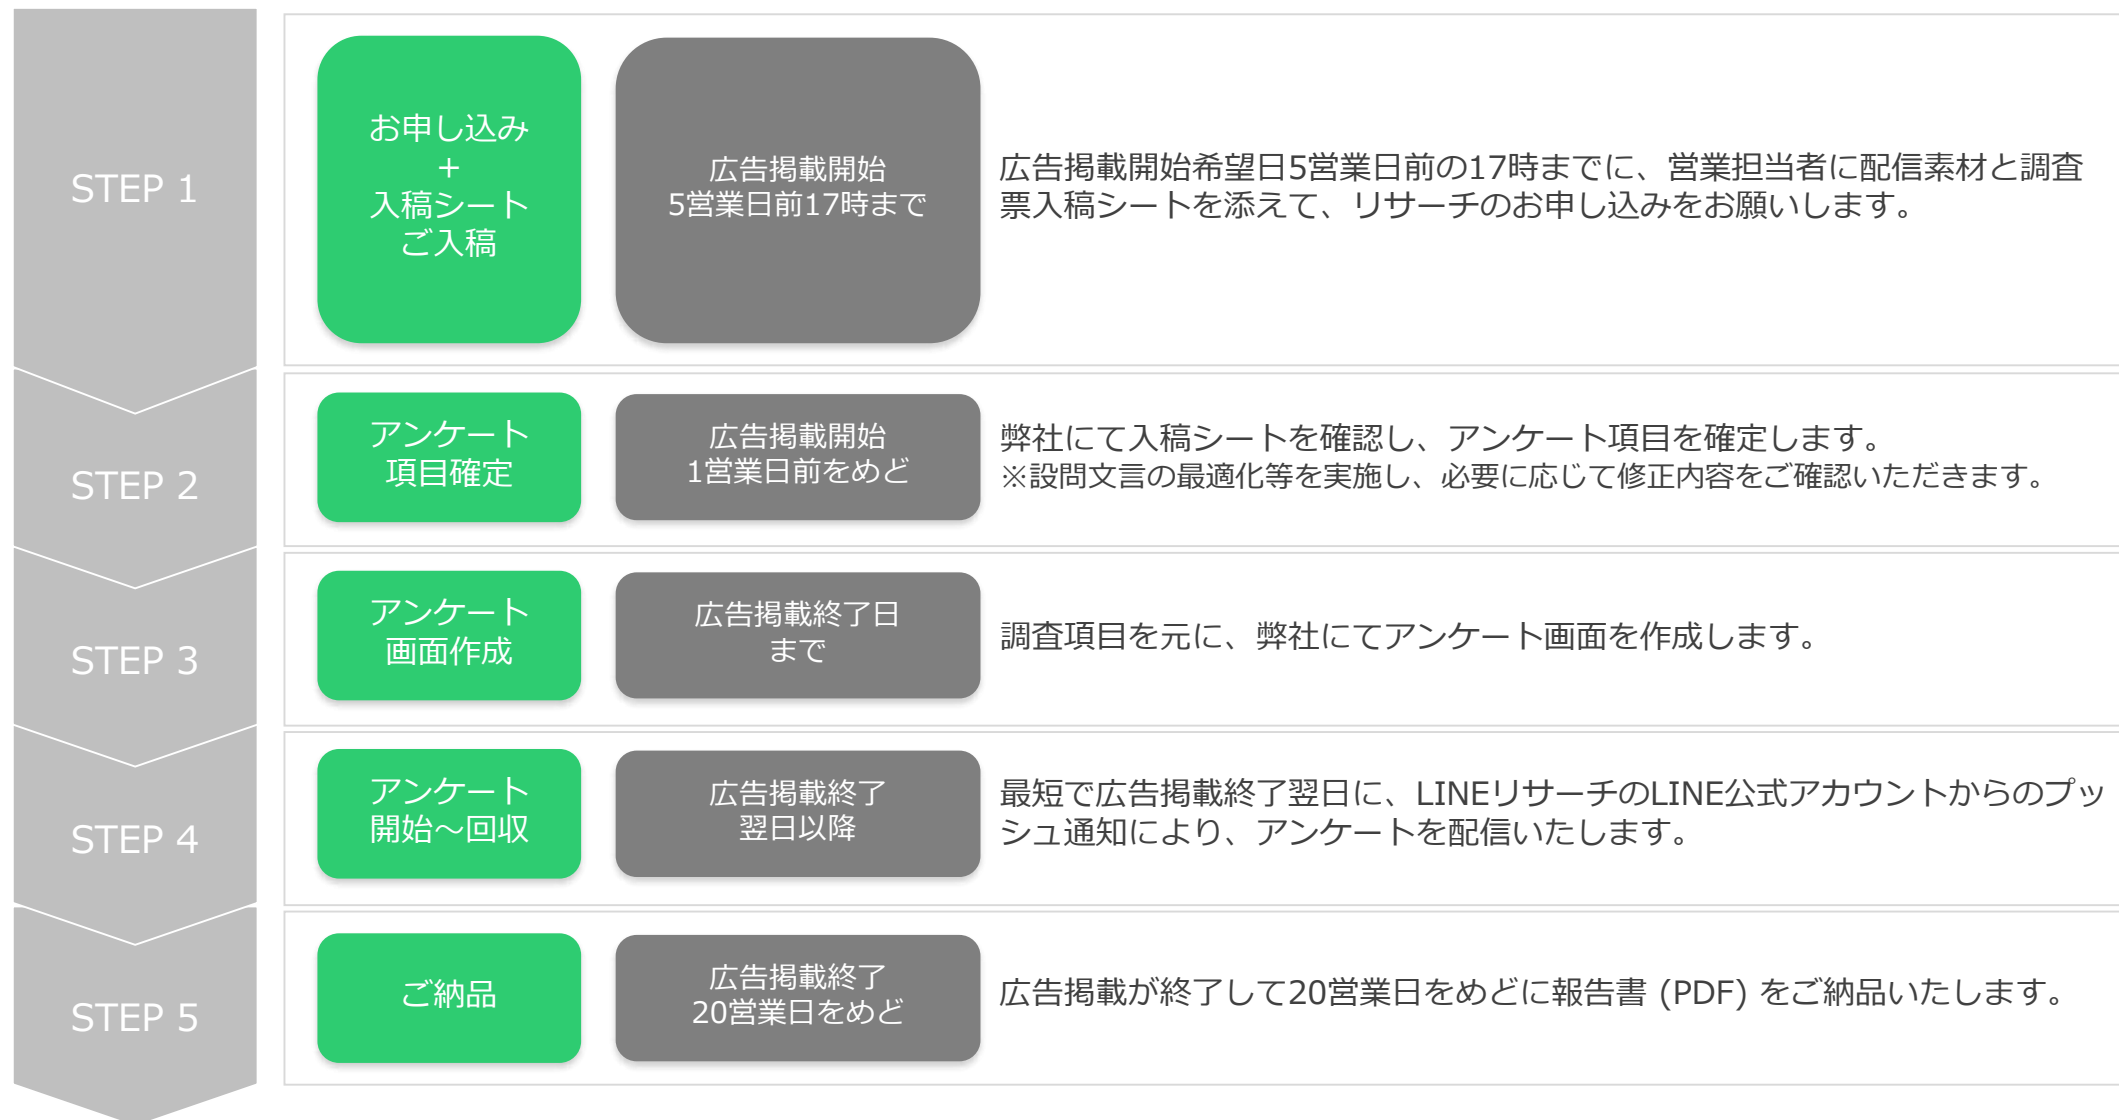 STEP 1
お申し込み
+
入稿シート
ご入稿
広告掲載開始
5営業日前17時まで
広告掲載開始希望日5営業日前の17時までに、営業担当者に配信素材と調査
票入稿シートを添えて、リサーチのお申し込みをお願いします。
STEP 2
アンケート
項目確定
広告掲載開始
1営業日前をめど
弊社にて入稿シートを確認し、アンケート項目を確定します。
※設問文言の最適化等を実施し、必要に応じて修正内容をご確認いただきます。
STEP 3
アンケート
画面作成
広告掲載終了日
まで
調査項目を元に、弊社にてアンケート画面を作成します。
STEP 4
アンケート
開始～回収
広告掲載終了
翌日以降
最短で広告掲載終了翌日に、LINEリサーチのLINE公式アカウントからのプッ
シュ通知により、アンケートを配信いたします。
STEP 5
ご納品
広告掲載終了
20営業日をめど
広告掲載が終了して20営業日をめどに報告書 (PDF) をご納品いたします。